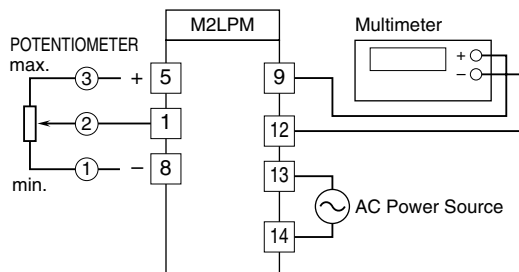 M2LPM
Multimeter
POTENTIOMETER
max.
3 + 5 9 +
−
2 1 12
1 − 8 13
min.
AC Power Source
14